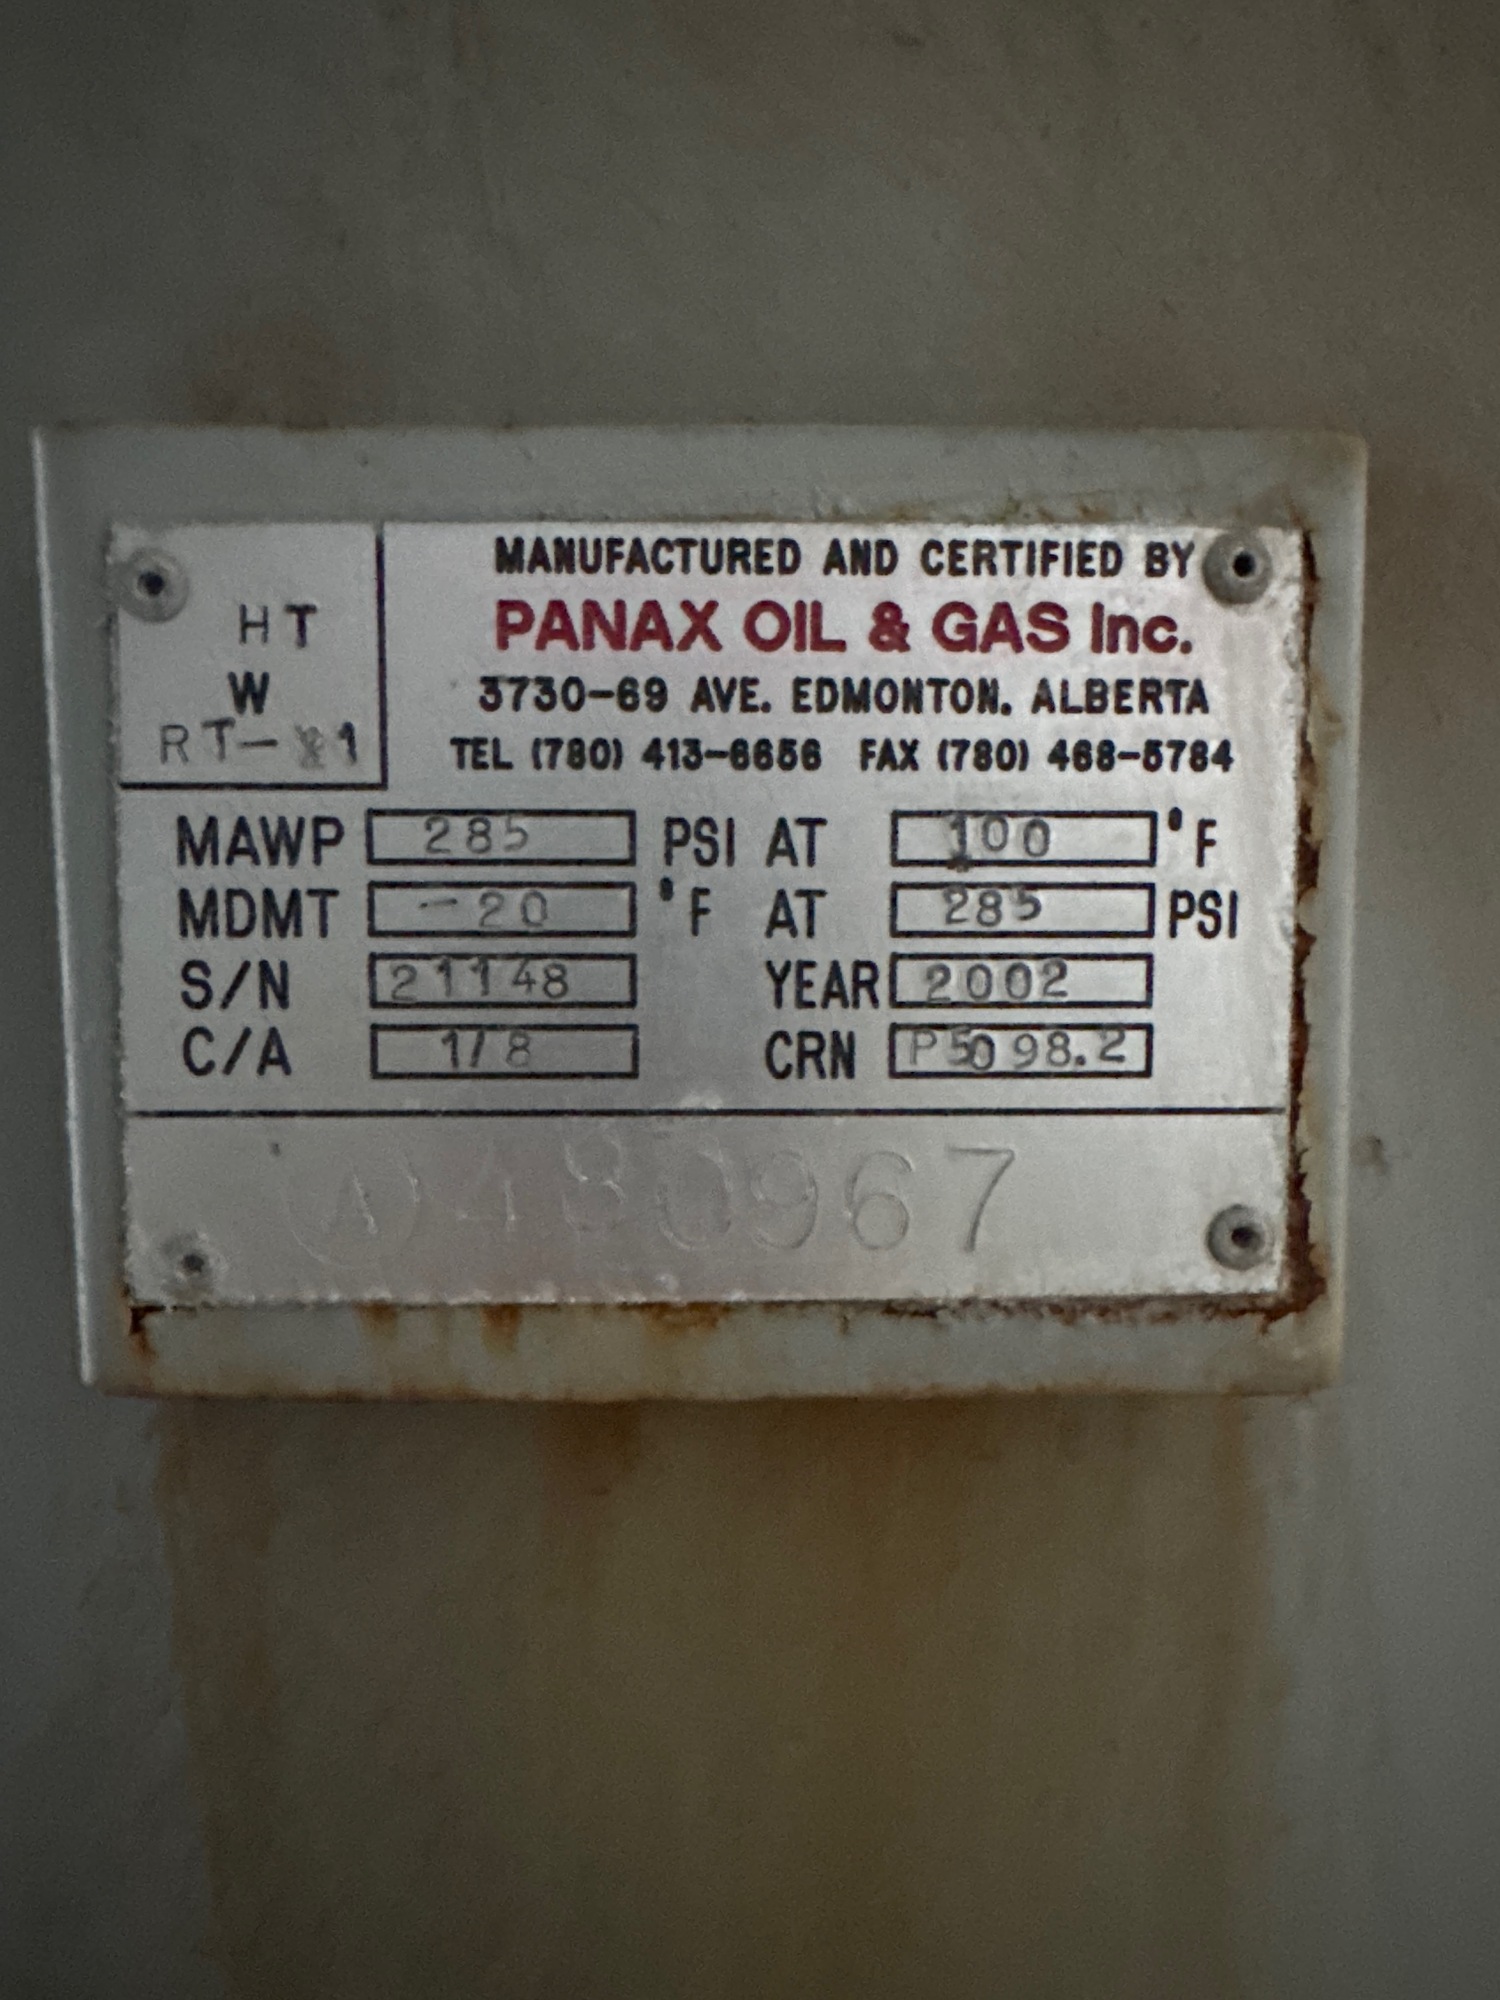 HT
W
RT-1
MANUFACTURED AND CERTIFIED BY
PANAX OIL & GAS Inc.
3730-69 AVE. EDMONTON. ALBERTA
TEL (780) 413-6656 FAX (780) 468-5784
MAWP 285 PSI AT 100 °F
MDMT -20 °F AT 285 PSI
S/N 21148 YEAR 2002
C/A 1/8 CRN P5098.2
A 480967